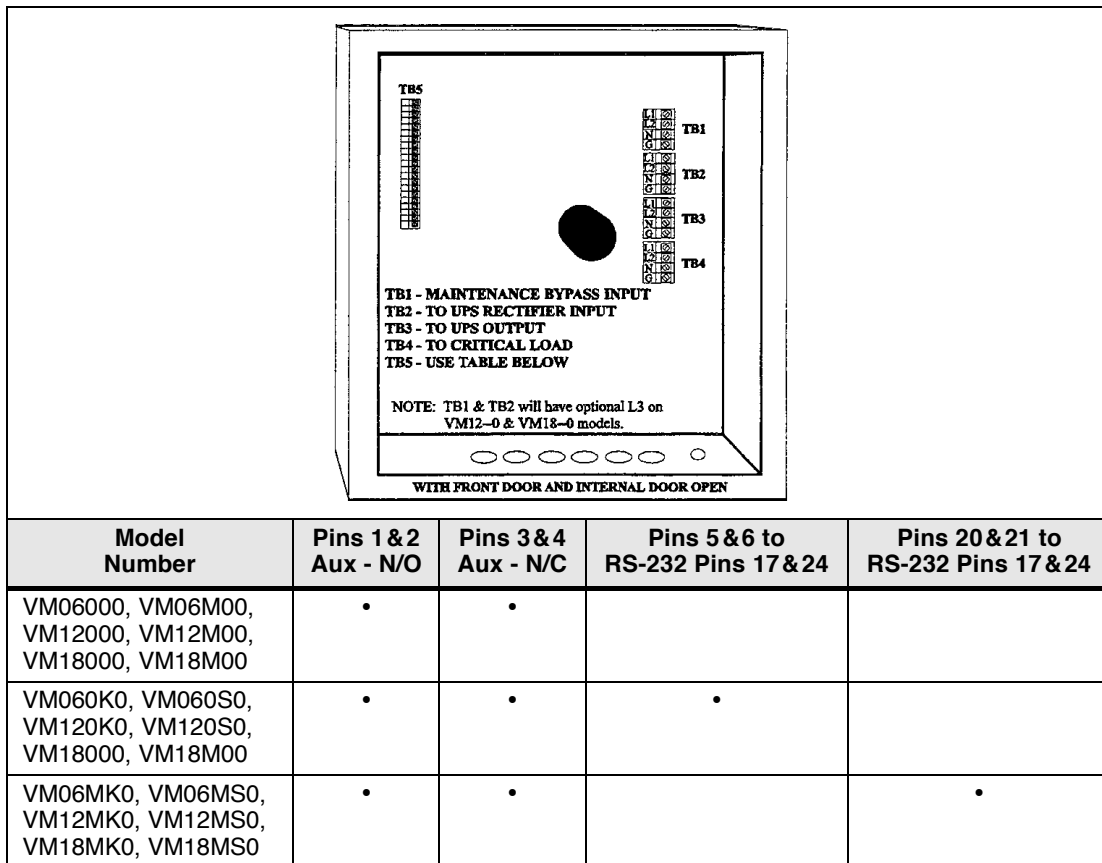 TB5
L1
L2
N
G
TB1
L1
L2
N
G
TB2
L1
L2
N
G
TB3
L1
L2
N
G
TB4
TB1 - MAINTENANCE BYPASS INPUT
TB2 - TO UPS RECTIFIER INPUT
TB3 - TO UPS OUTPUT
TB4 - TO CRITICAL LOAD
TB5 - USE TABLE BELOW
NOTE: TB1 & TB2 will have optional L3 on
VM12--0 & VM18--0 models.
WITH FRONT DOOR AND INTERNAL DOOR OPEN
Model
Number
Pins 1 & 2
Aux - N/O
Pins 3 & 4
Aux - N/C
Pins 5 & 6 to
RS-232 Pins 17 & 24
Pins 20 & 21 to
RS-232 Pins 17 & 24
VM06000, VM06M00,
VM12000, VM12M00,
VM18000, VM18M00
• •
VM060K0, VM060S0,
VM120K0, VM120S0,
VM18000, VM18M00
• • •
VM06MK0, VM06MS0,
VM12MK0, VM12MS0,
VM18MK0, VM18MS0
• • •